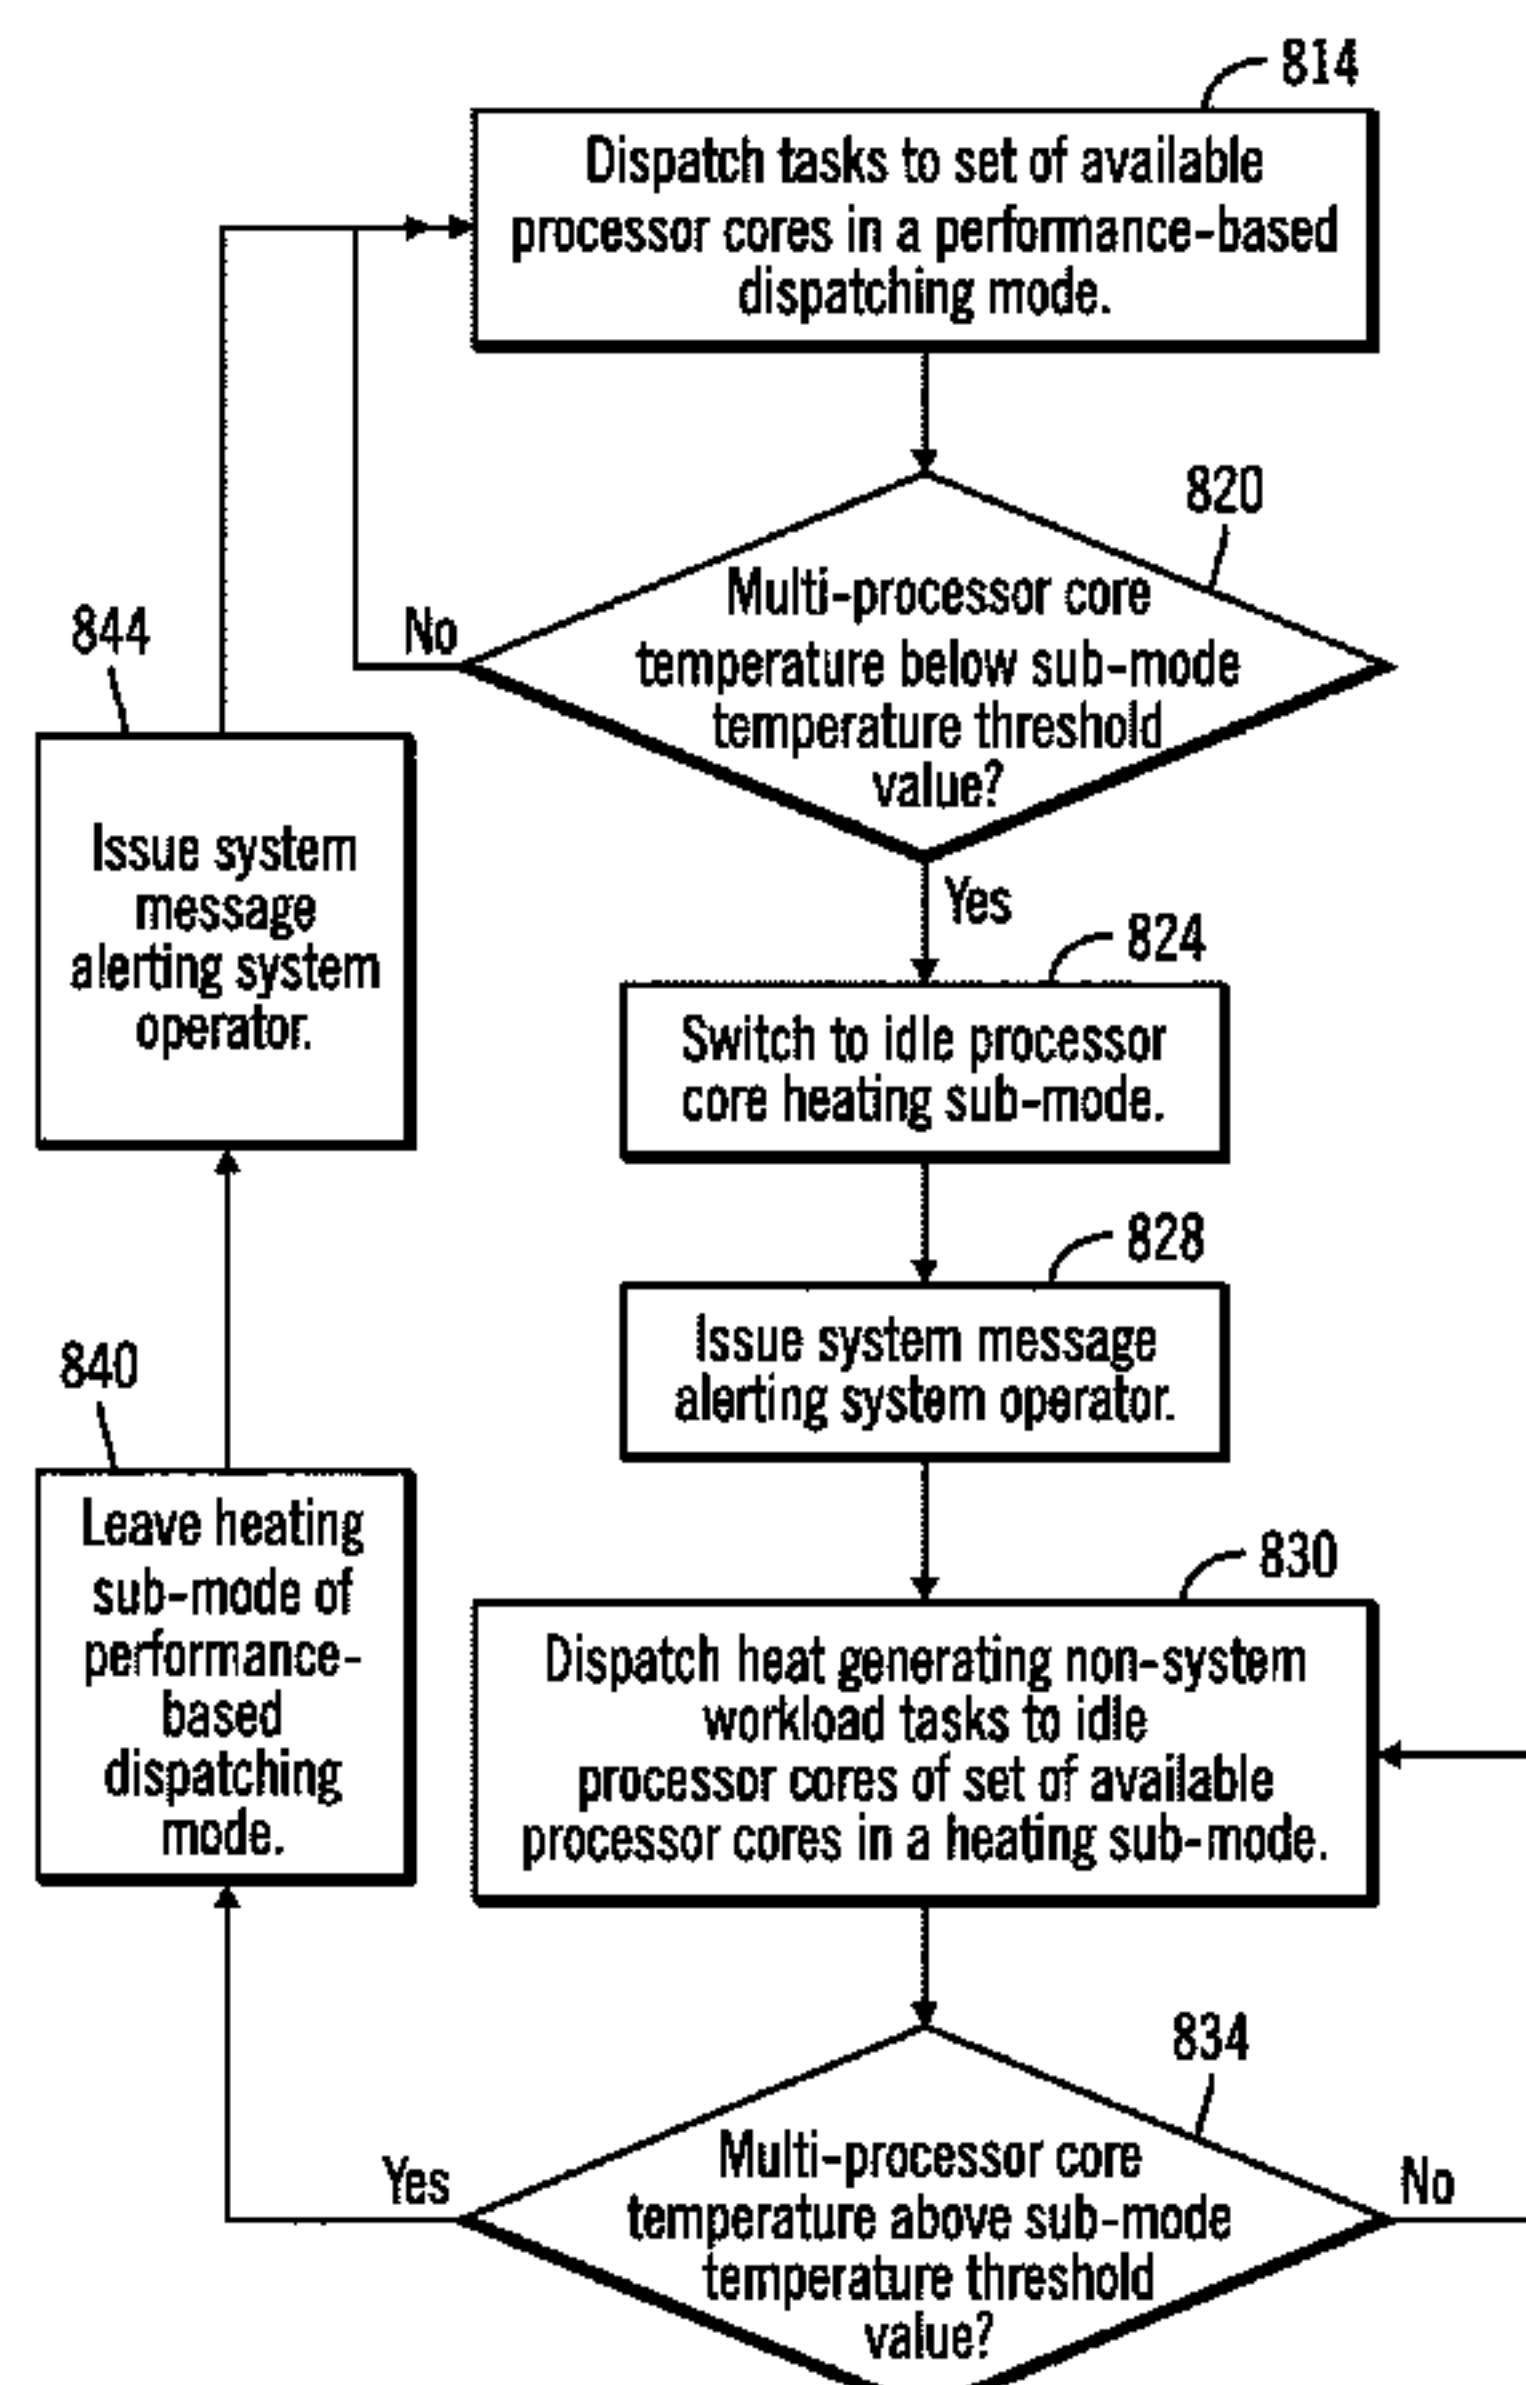 814
Dispatch tasks to set of available
processor cores in a performance-based
dispatching mode.
820
Multi-processor core
temperature below sub-mode
temperature threshold
value?
No
Yes
844
Issue system
message
alerting system
operator.
824
Switch to idle processor
core heating sub-mode.
828
Issue system message
alerting system operator.
840
Leave heating
sub-mode of
performance-
based
dispatching
mode.
830
Dispatch heat generating non-system
workload tasks to idle
processor cores of set of available
processor cores in a heating sub-mode.
834
Multi-processor core
temperature above sub-mode
temperature threshold
value?
Yes
No